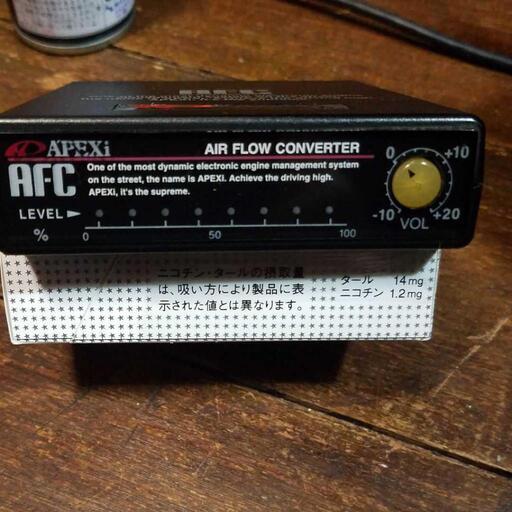 APEXi
AIR FLOW CONVERTER
AFC
One of the most dynamic electronic engine management system
on the street, the name is APEXi. Achieve the driving high.
APEXi, it's the supreme.
LEVEL
%
0 50 100
0 +10
-10 +20
VOL
ニコチン・タールの摂取量
は、吸い方により製品に表
示された値とは異なります。
タール 14mg
ニコチン 1.2mg